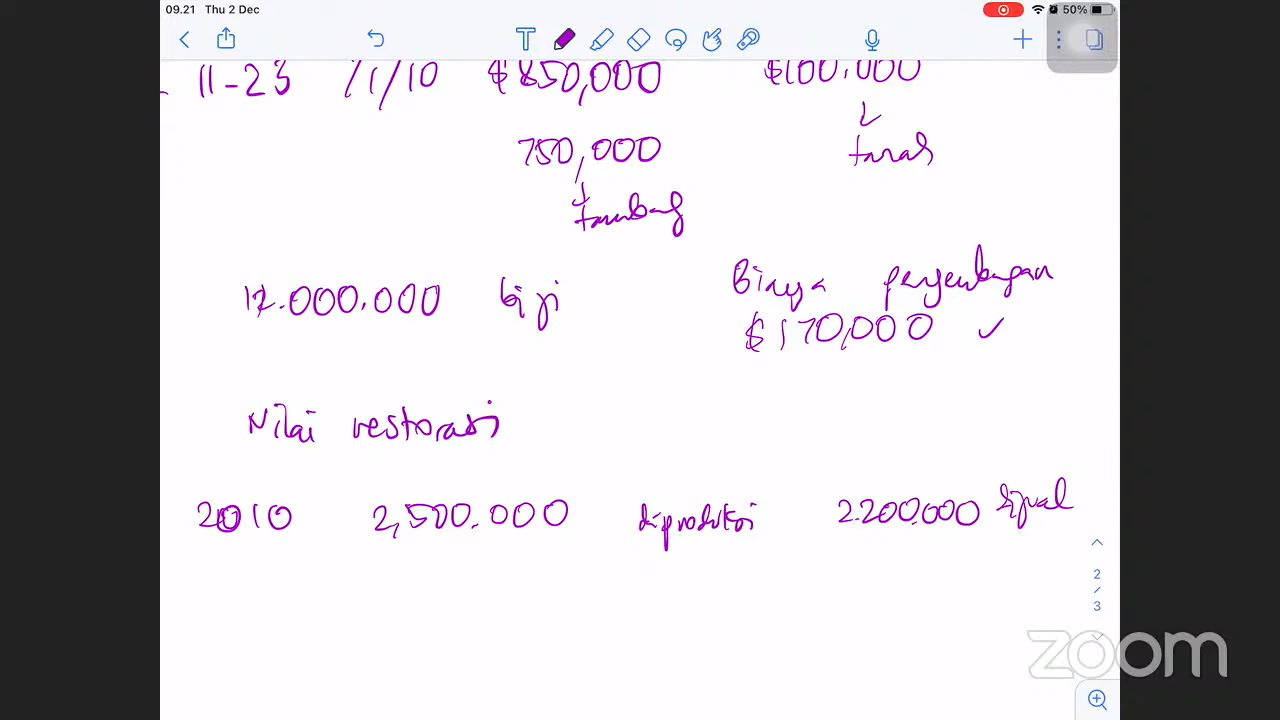 09.21 Thu 2 Dec 50%
T
11-23 1/1/10 $850,000 $100.000
750,000 tanah
tambang
12.000.000 biji Biaya pengembangan
$170,000 ✓
Nilai restorasi
2010 2,500.000 diproduksi 2.200.000 dijual
2
/
3
zoom